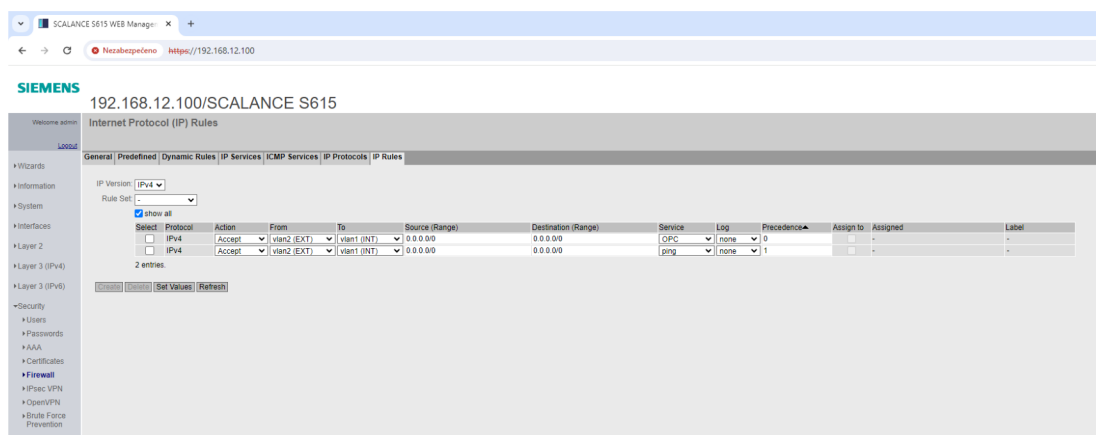 SCALANCE S615 WEB Manage
Nezabezpečeno https://192.168.12.100
SIEMENS
192.168.12.100/SCALANCE S615
Welcome admin
Internet Protocol (IP) Rules
Logout
General Predefined Dynamic Rules IP Services ICMP Services IP Protocols IP Rules
Wizards
Information
System
Interfaces
Layer 2
Layer 3 (IPv4)
Layer 3 (IPv6)
Security
Users
Passwords
AAA
Certificates
Firewall
IPsec VPN
OpenVPN
Brute Force
Prevention
IP Version: IPv4
Rule Set: -
show all
Select Protocol Action From To Source (Range) Destination (Range) Service Log Precedence Assign to Assigned Label
IPv4 Accept vlan2 (EXT) vlan1 (INT) 0.0.0.0/0 0.0.0.0/0 OPC none 0 - -
IPv4 Accept vlan2 (EXT) vlan1 (INT) 0.0.0.0/0 0.0.0.0/0 ping none 1 - -
2 entries.
Create Delete Set Values Refresh